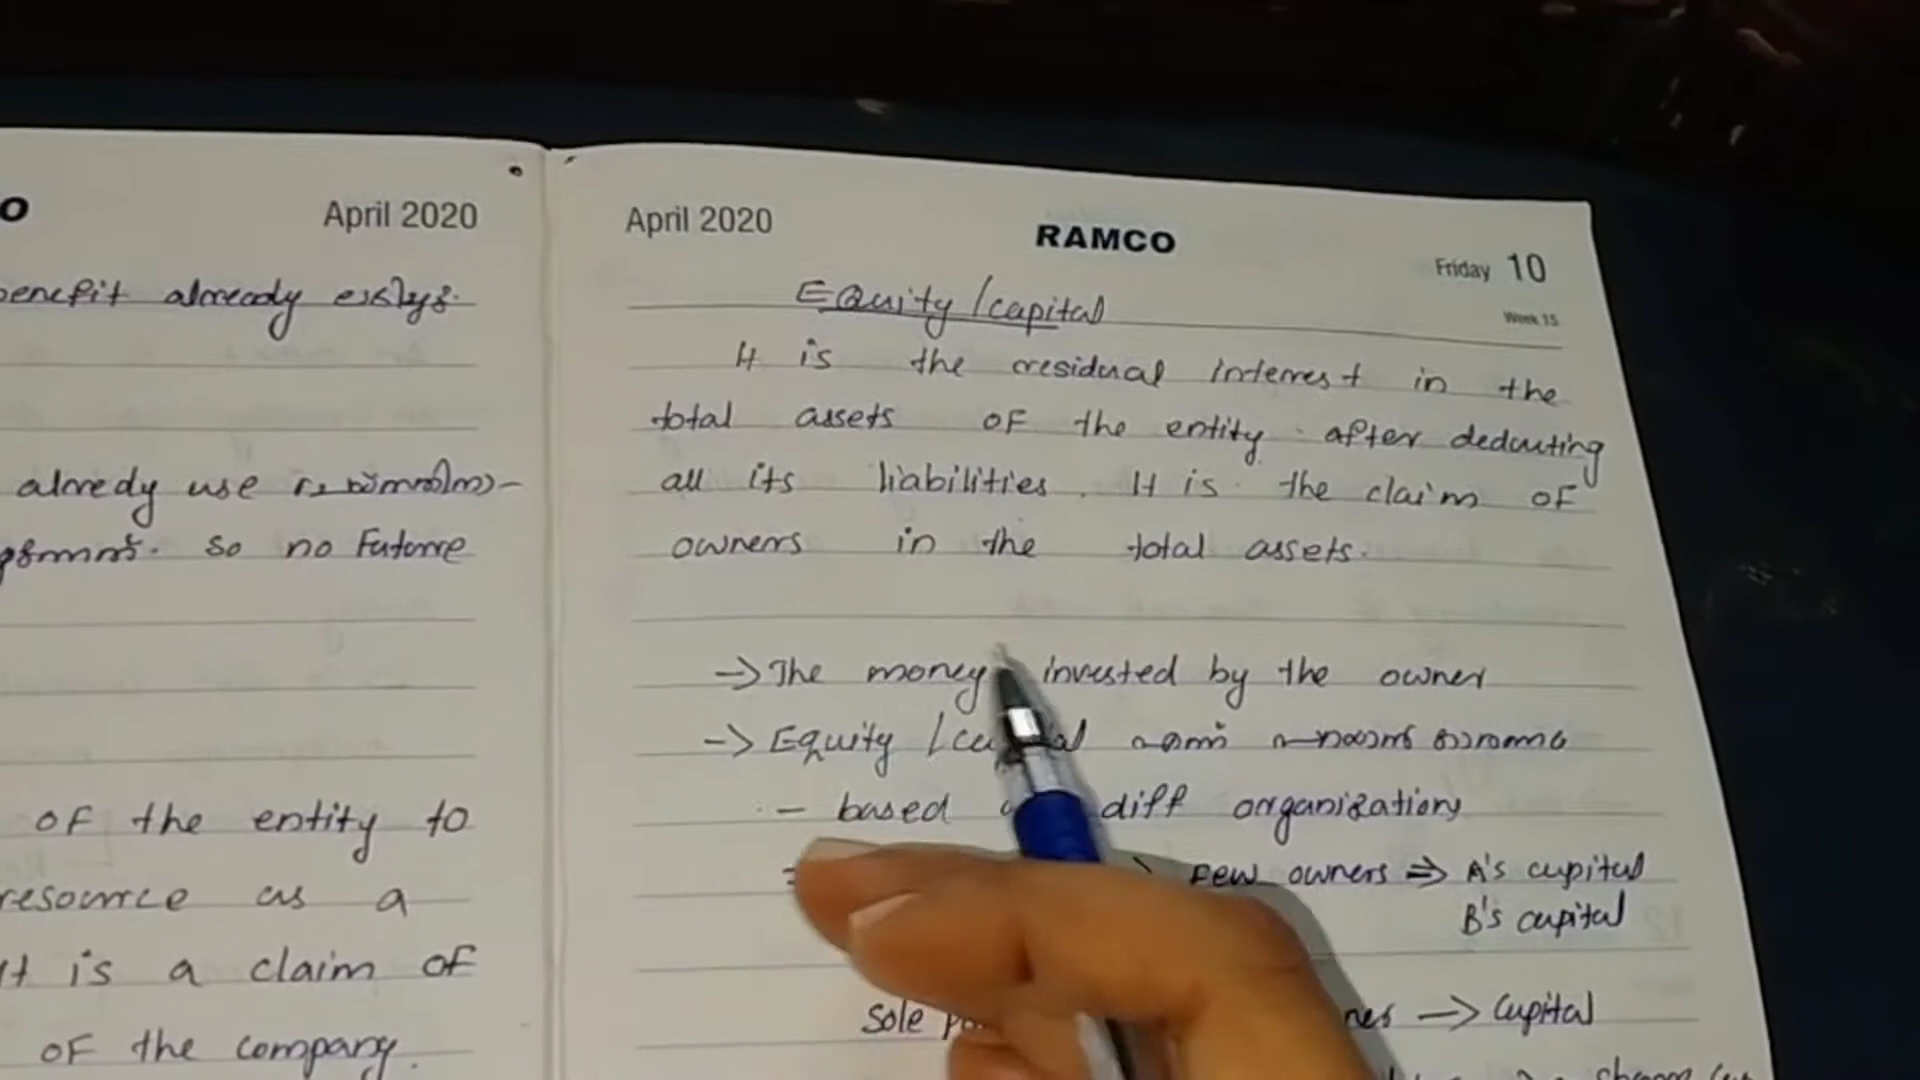 O
April 2020
benefit already
already use
so no Future
of the entity to
resource as a
It is a claim of
of the company.
April 2020
RAMCO
Friday 10
Week 15
Equity / capital
It is the residual interest in the
total assets of the entity after deducting
all its liabilities. It is the claim of
owners in the total assets.
-> The money invested by the owner
-> Equity / എന്ന്
- based diff organizations
Few owners => A's capital
B's capital
Sole -> Capital